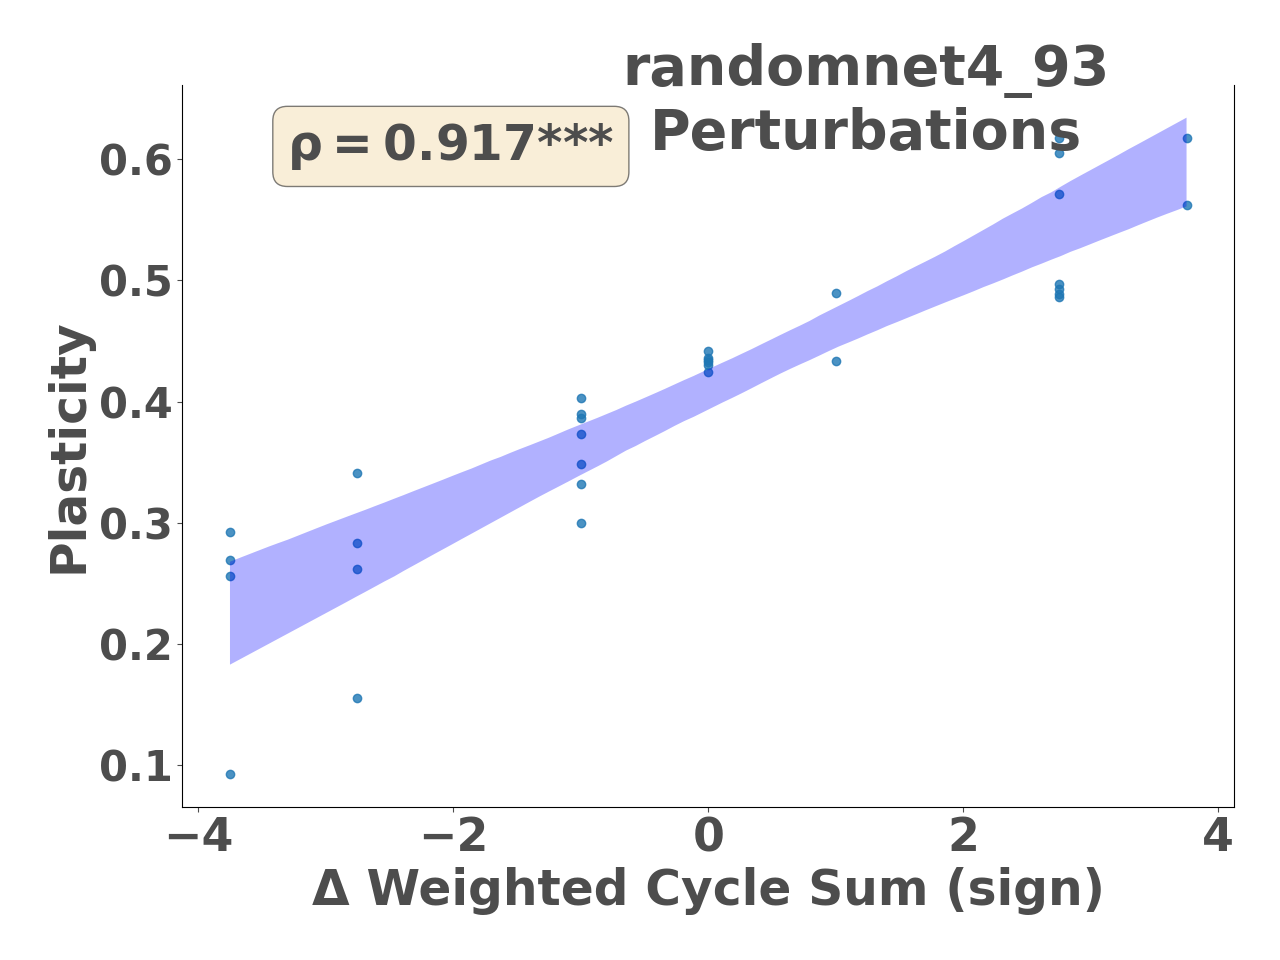 randomnet4_93
Perturbations
ρ = 0.917***
0.6
0.5
0.4
0.3
0.2
0.1
Plasticity
−4 −2 0 2 4
Δ Weighted Cycle Sum (sign)